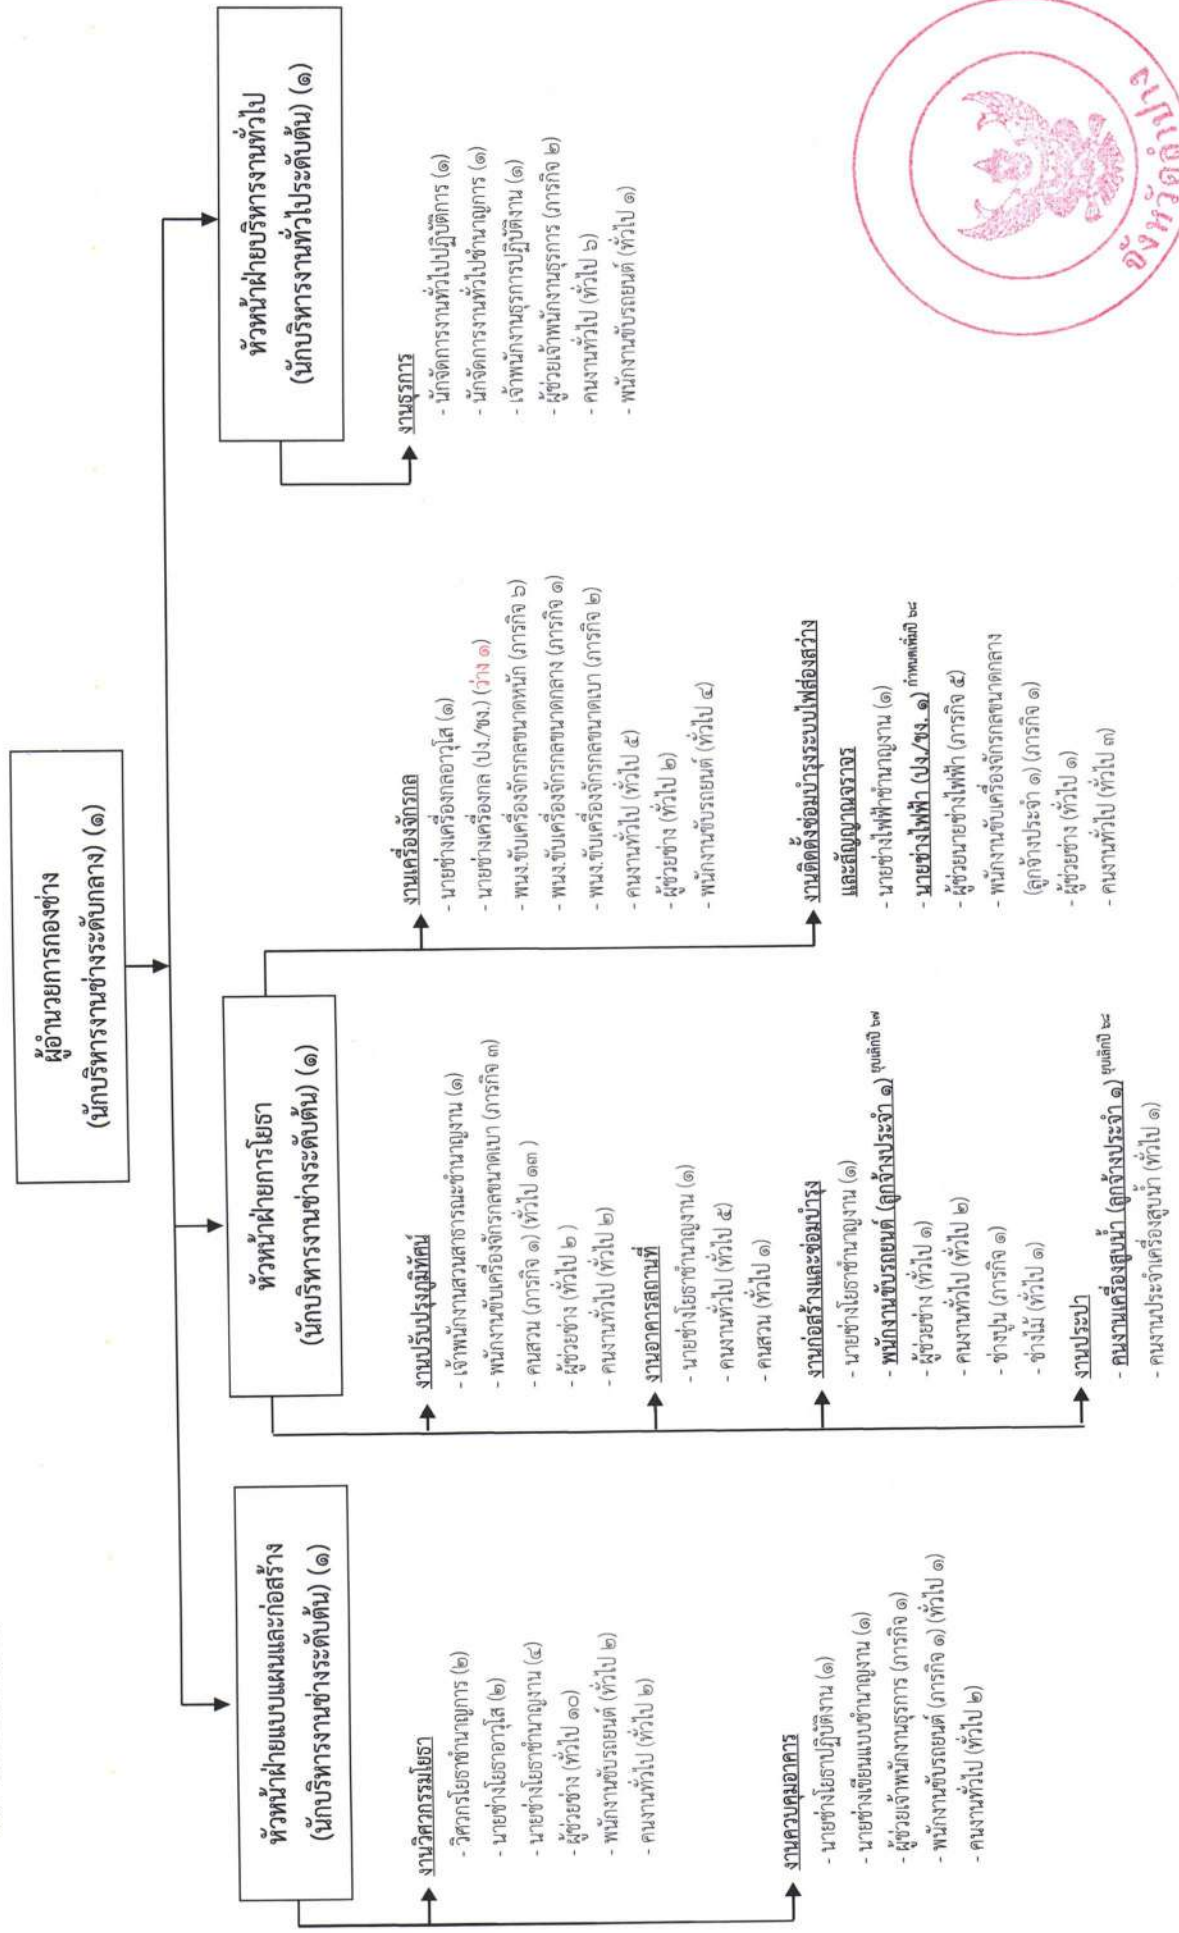 ผู้อำนวยการกองช่าง
(นักบริหารงานช่างระดับกลาง) (๑)
หัวหน้าฝ่ายแบบแผนและก่อสร้าง
(นักบริหารงานช่างระดับต้น) (๑)
งานวิศวกรรมโยธา
- วิศวกรโยธาชำนาญการ (๒)
- นายช่างโยธาอาวุโส (๒)
- นายช่างโยธาชำนาญงาน (๔)
- ผู้ช่วยช่าง (ทั่วไป ๑๐)
- พนักงานขับรถยนต์ (ทั่วไป ๒)
- คนงานทั่วไป (ทั่วไป ๒)
งานควบคุมอาคาร
- นายช่างโยธาปฏิบัติงาน (๑)
- นายช่างเขียนแบบชำนาญงาน (๑)
- ผู้ช่วยเจ้าพนักงานธุรการ (ภารกิจ ๑)
- พนักงานขับรถยนต์ (ภารกิจ ๑) (ทั่วไป ๑)
- คนงานทั่วไป (ทั่วไป ๒)
หัวหน้าฝ่ายการโยธา
(นักบริหารงานช่างระดับต้น) (๑)
งานปรับปรุงภูมิทัศน์
- เจ้าพนักงานสวนสาธารณะชำนาญงาน (๑)
- พนักงานขับเครื่องจักรกลขนาดเบา (ภารกิจ ๓)
- คนสวน (ภารกิจ ๑) (ทั่วไป ๑๓ )
- ผู้ช่วยช่าง (ทั่วไป ๒ )
- คนงานทั่วไป (ทั่วไป ๒)
งานอาคารสถานที่
- นายช่างโยธาชำนาญงาน (๑)
- คนงานทั่วไป (ทั่วไป ๕)
- คนสวน (ทั่วไป ๑)
งานก่อสร้างและซ่อมบำรุง
- นายช่างโยธาชำนาญงาน (๑)
- พนักงานขับรถยนต์ (ลูกจ้างประจำ ๑) ยุบเลิกปี ๖๗
- ผู้ช่วยช่าง (ทั่วไป ๑)
- คนงานทั่วไป (ทั่วไป ๒)
- ช่างปูน (ภารกิจ ๑)
- ช่างไม้ (ทั่วไป ๑)
งานประปา
- คนงานเครื่องสูบน้ำ (ลูกจ้างประจำ ๑) ยุบเลิกปี ๖๘
- คนงานประจำเครื่องสูบน้ำ (ทั่วไป ๑)
งานเครื่องจักรกล
- นายช่างเครื่องกลอาวุโส (๑)
- นายช่างเครื่องกล (ปง./ชง.) (ว่าง ๑)
- พนง.ขับเครื่องจักรกลขนาดหนัก (ภารกิจ ๖)
- พนง.ขับเครื่องจักรกลขนาดกลาง (ภารกิจ ๑)
- พนง.ขับเครื่องจักรกลขนาดเบา (ภารกิจ ๒)
- คนงานทั่วไป (ทั่วไป ๕)
- ผู้ช่วยช่าง (ทั่วไป ๒)
- พนักงานขับรถยนต์ (ทั่วไป ๔)
งานติดตั้งซ่อมบำรุงระบบไฟส่องสว่าง
และสัญญาณจราจร
- นายช่างไฟฟ้าชำนาญงาน (๑)
- นายช่างไฟฟ้า (ปง./ชง. ๑) กำหนดเพิ่มปี ๖๘
- ผู้ช่วยนายช่างไฟฟ้า (ภารกิจ ๕)
- พนักงานขับเครื่องจักรกลขนาดกลาง
(ลูกจ้างประจำ ๑) (ภารกิจ ๑)
- ผู้ช่วยช่าง (ทั่วไป ๑)
- คนงานทั่วไป (ทั่วไป ๓)
หัวหน้าฝ่ายบริหารงานทั่วไป
(นักบริหารงานทั่วไประดับต้น) (๑)
งานธุรการ
- นักจัดการงานทั่วไปปฏิบัติการ (๑)
- นักจัดการงานทั่วไปชำนาญการ (๑)
- เจ้าพนักงานธุรการปฏิบัติงาน (๑)
- ผู้ช่วยเจ้าพนักงานธุรการ (ภารกิจ ๒)
- คนงานทั่วไป (ทั่วไป ๖)
- พนักงานขับรถยนต์ (ทั่วไป ๑)